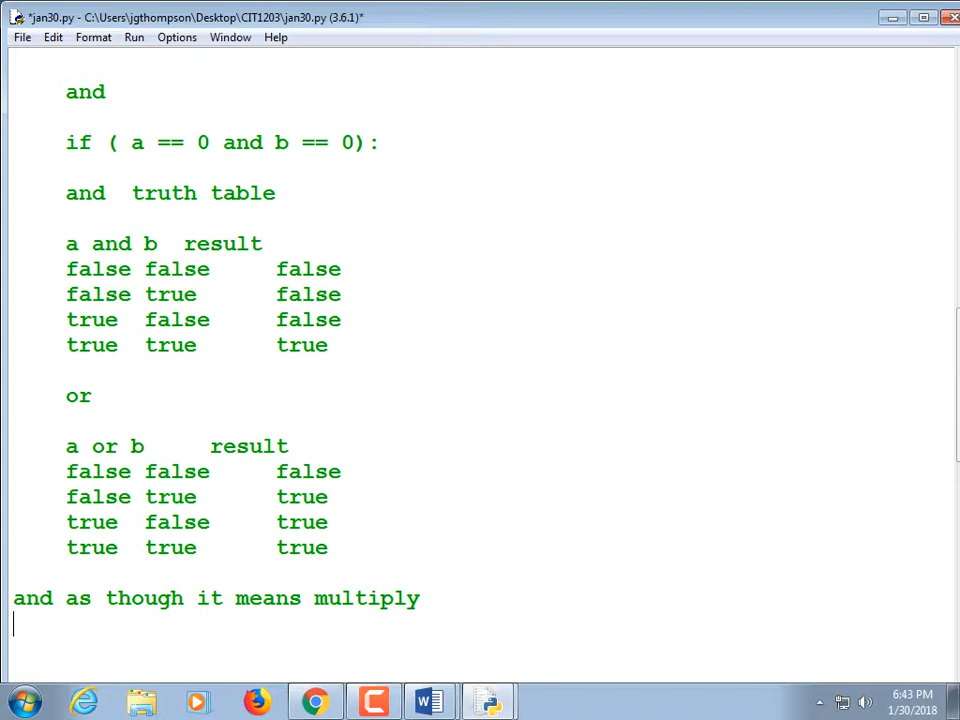 *jan30.py - C:\Users\jgthompson\Desktop\CIT1203\jan30.py (3.6.1)*
File Edit Format Run Options Window Help
and
if ( a == 0 and b == 0):
and  truth table
a and b  result
false false     false
false true      false
true  false     false
true  true      true
or
a or b     result
false false     false
false true      true
true  false     true
true  true      true
and as though it means multiply
6:43 PM
1/30/2018